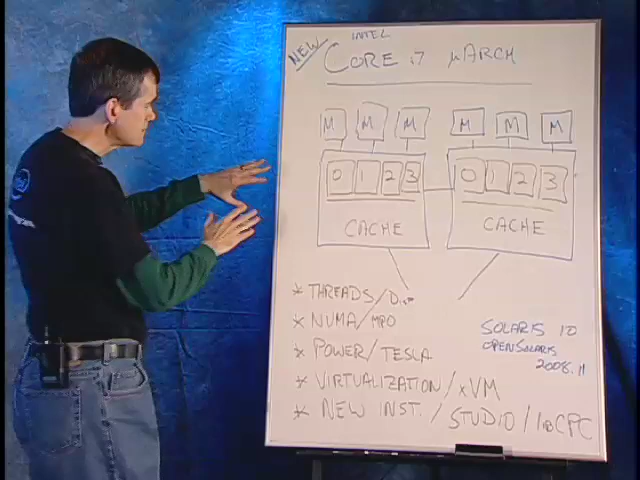 NEW INTEL
CORE i7 µARCH
M M M M M M
0 1 2 3 0 1 2 3
CACHE CACHE
* THREADS/
* NUMA/MPO
* POWER/TESLA
* VIRTUALIZATION/xVM
* NEW INST./STUDIO/libCPC
SOLARIS 10
OPENSOLARIS
2008.11